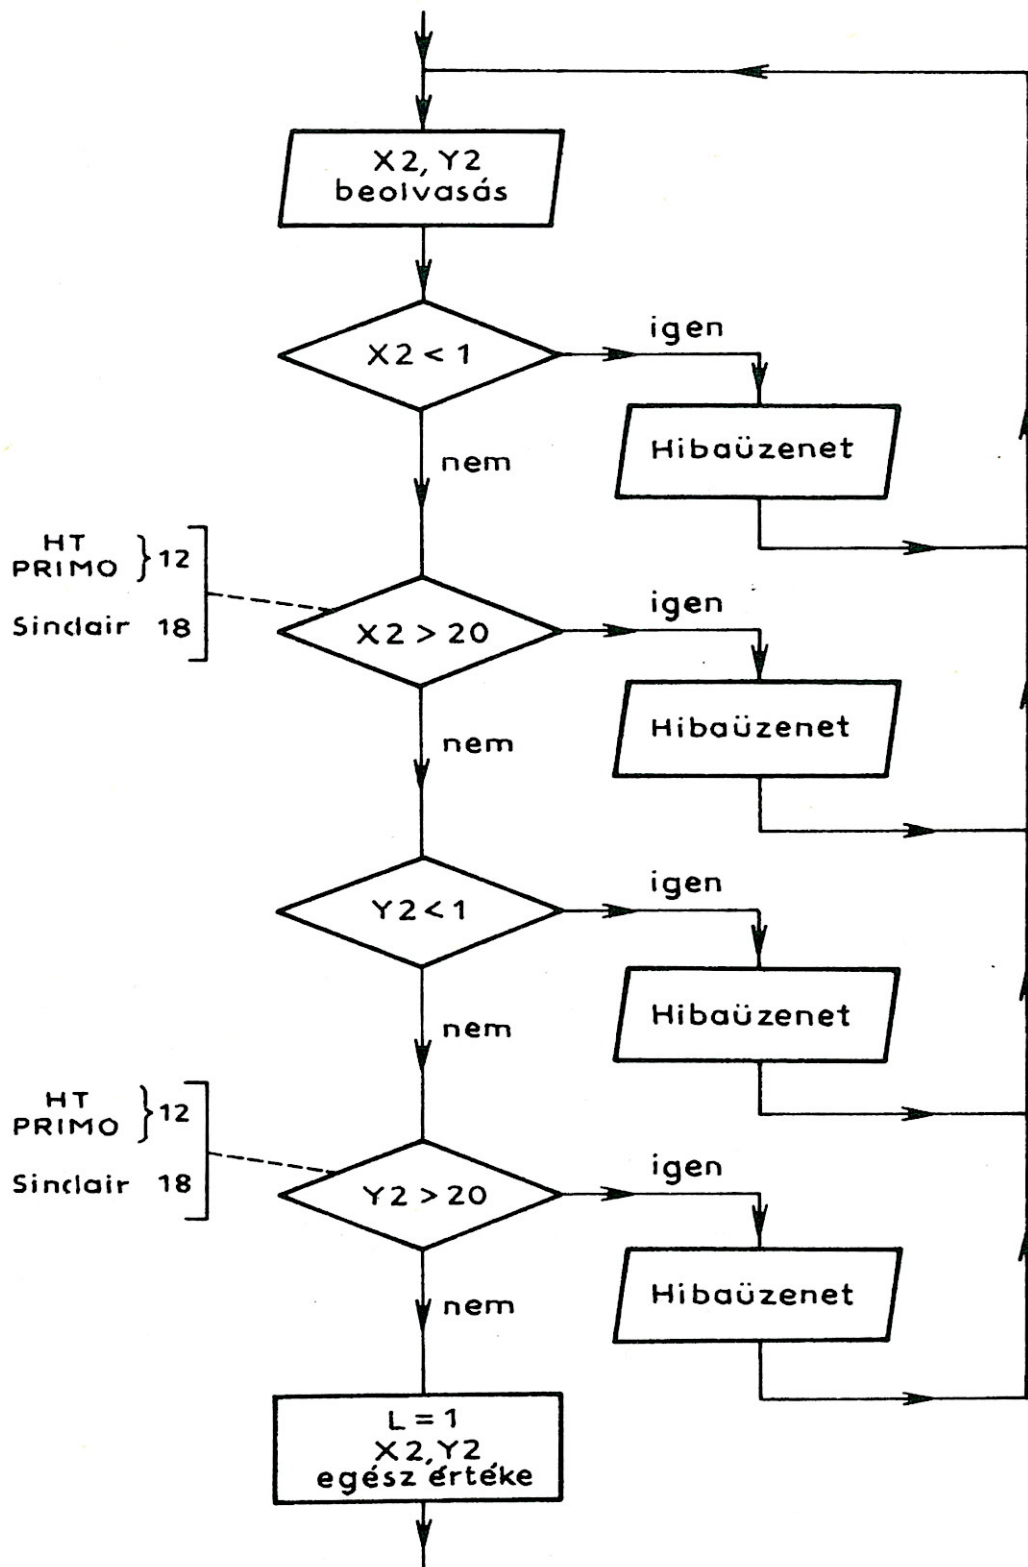 X2, Y2
beolvasás
X2 < 1
igen
Hibaüzenet
nem
HT
PRIMO } 12
Sinclair 18
X2 > 20
igen
Hibaüzenet
nem
Y2 < 1
igen
Hibaüzenet
nem
HT
PRIMO } 12
Sinclair 18
Y2 > 20
igen
Hibaüzenet
nem
L = 1
X2, Y2
egész értéke